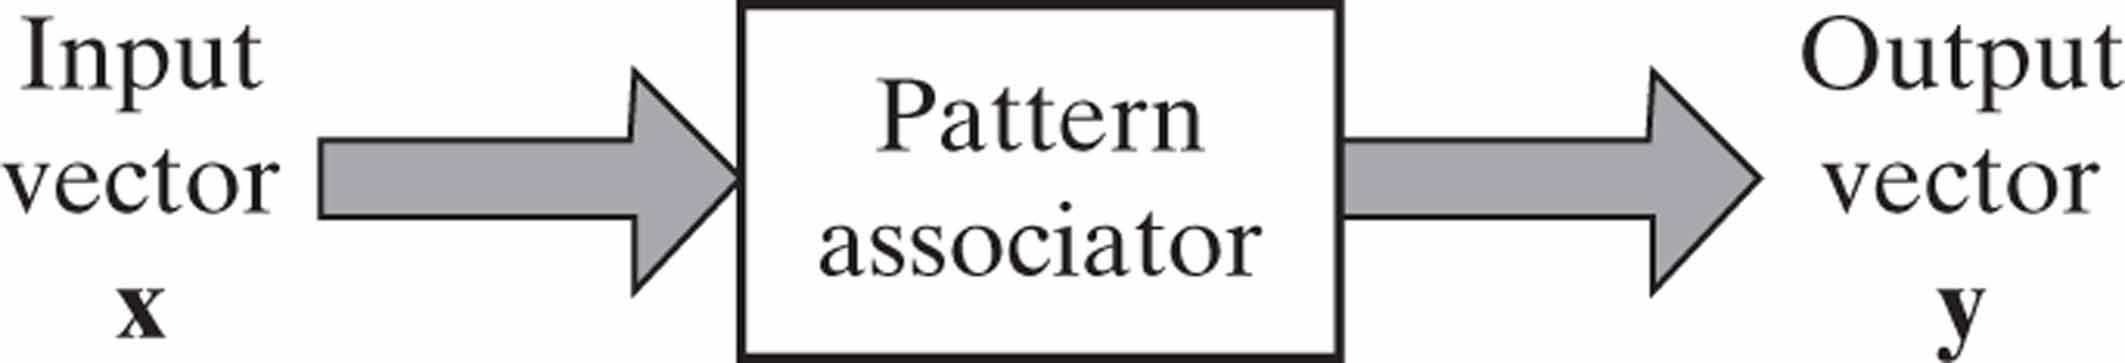 Input
vector
x
Pattern
associator
Output
vector
y